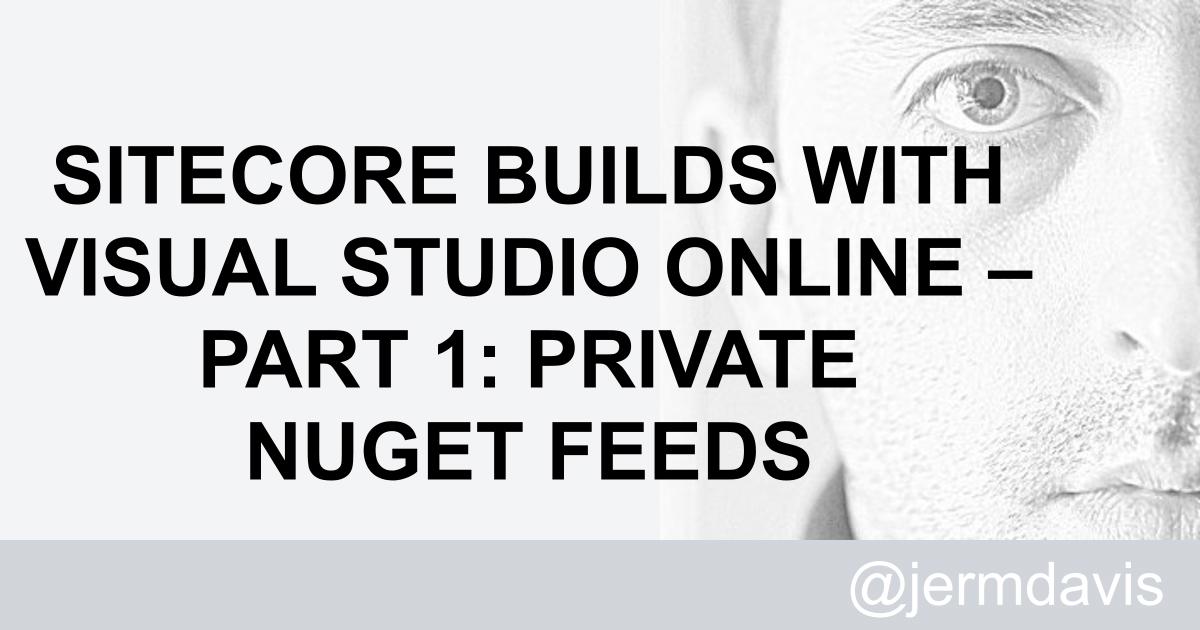 SITECORE BUILDS WITH
VISUAL STUDIO ONLINE –
PART 1: PRIVATE
NUGET FEEDS
@jermdavis